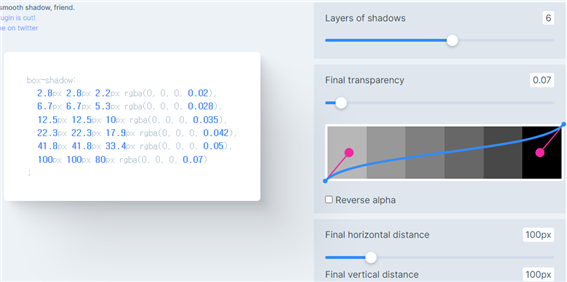 smooth shadow, friend.
lugin is out!
ne on twitter
box-shadow:
2.8px 2.8px 2.2px rgba(0, 0, 0, 0.02),
6.7px 6.7px 5.3px rgba(0, 0, 0, 0.028),
12.5px 12.5px 10px rgba(0, 0, 0, 0.035),
22.3px 22.3px 17.9px rgba(0, 0, 0, 0.042),
41.8px 41.8px 33.4px rgba(0, 0, 0, 0.05),
100px 100px 80px rgba(0, 0, 0, 0.07)
;
Layers of shadows 6
Final transparency 0.07
Reverse alpha
Final horizontal distance 100px
Final vertical distance 100px